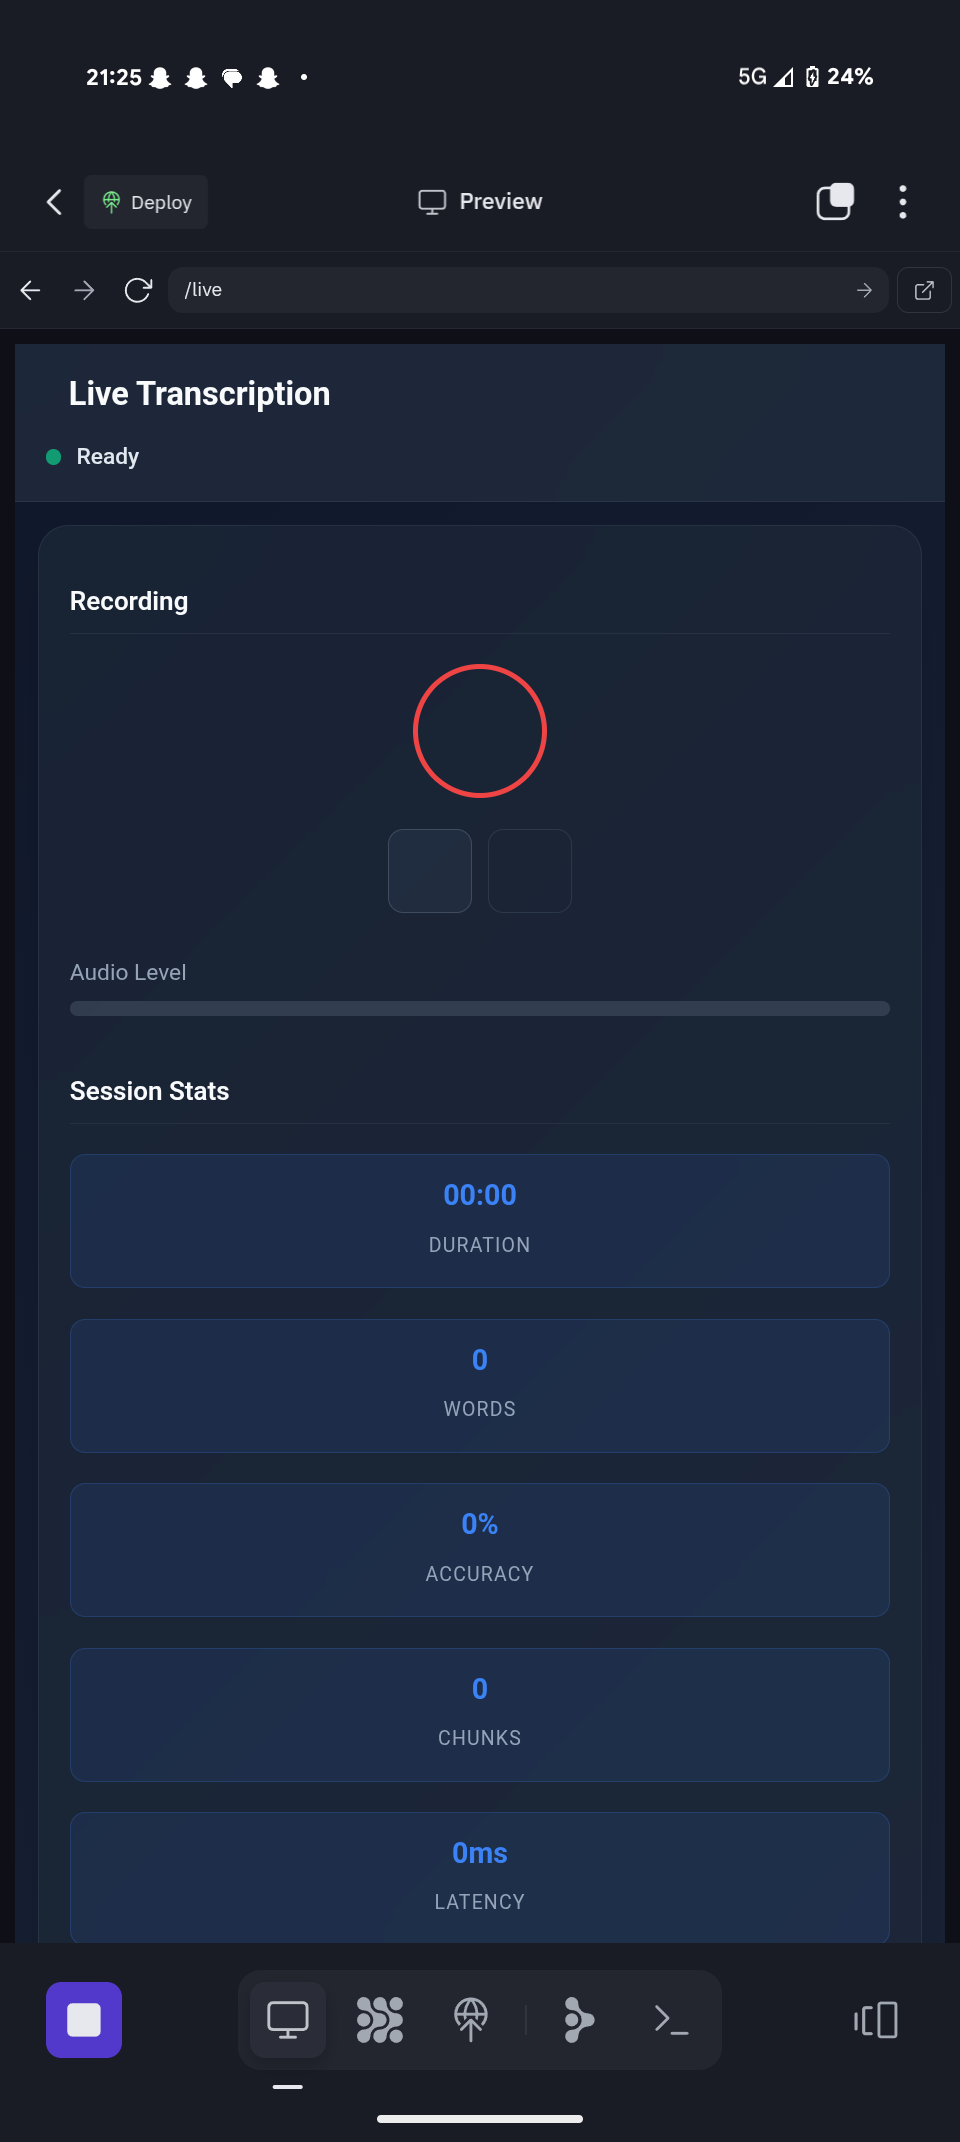 21:25
5G 24%
Deploy
Preview
/live
Live Transcription
Ready
Recording
Audio Level
Session Stats
00:00
DURATION
0
WORDS
0%
ACCURACY
0
CHUNKS
0ms
LATENCY